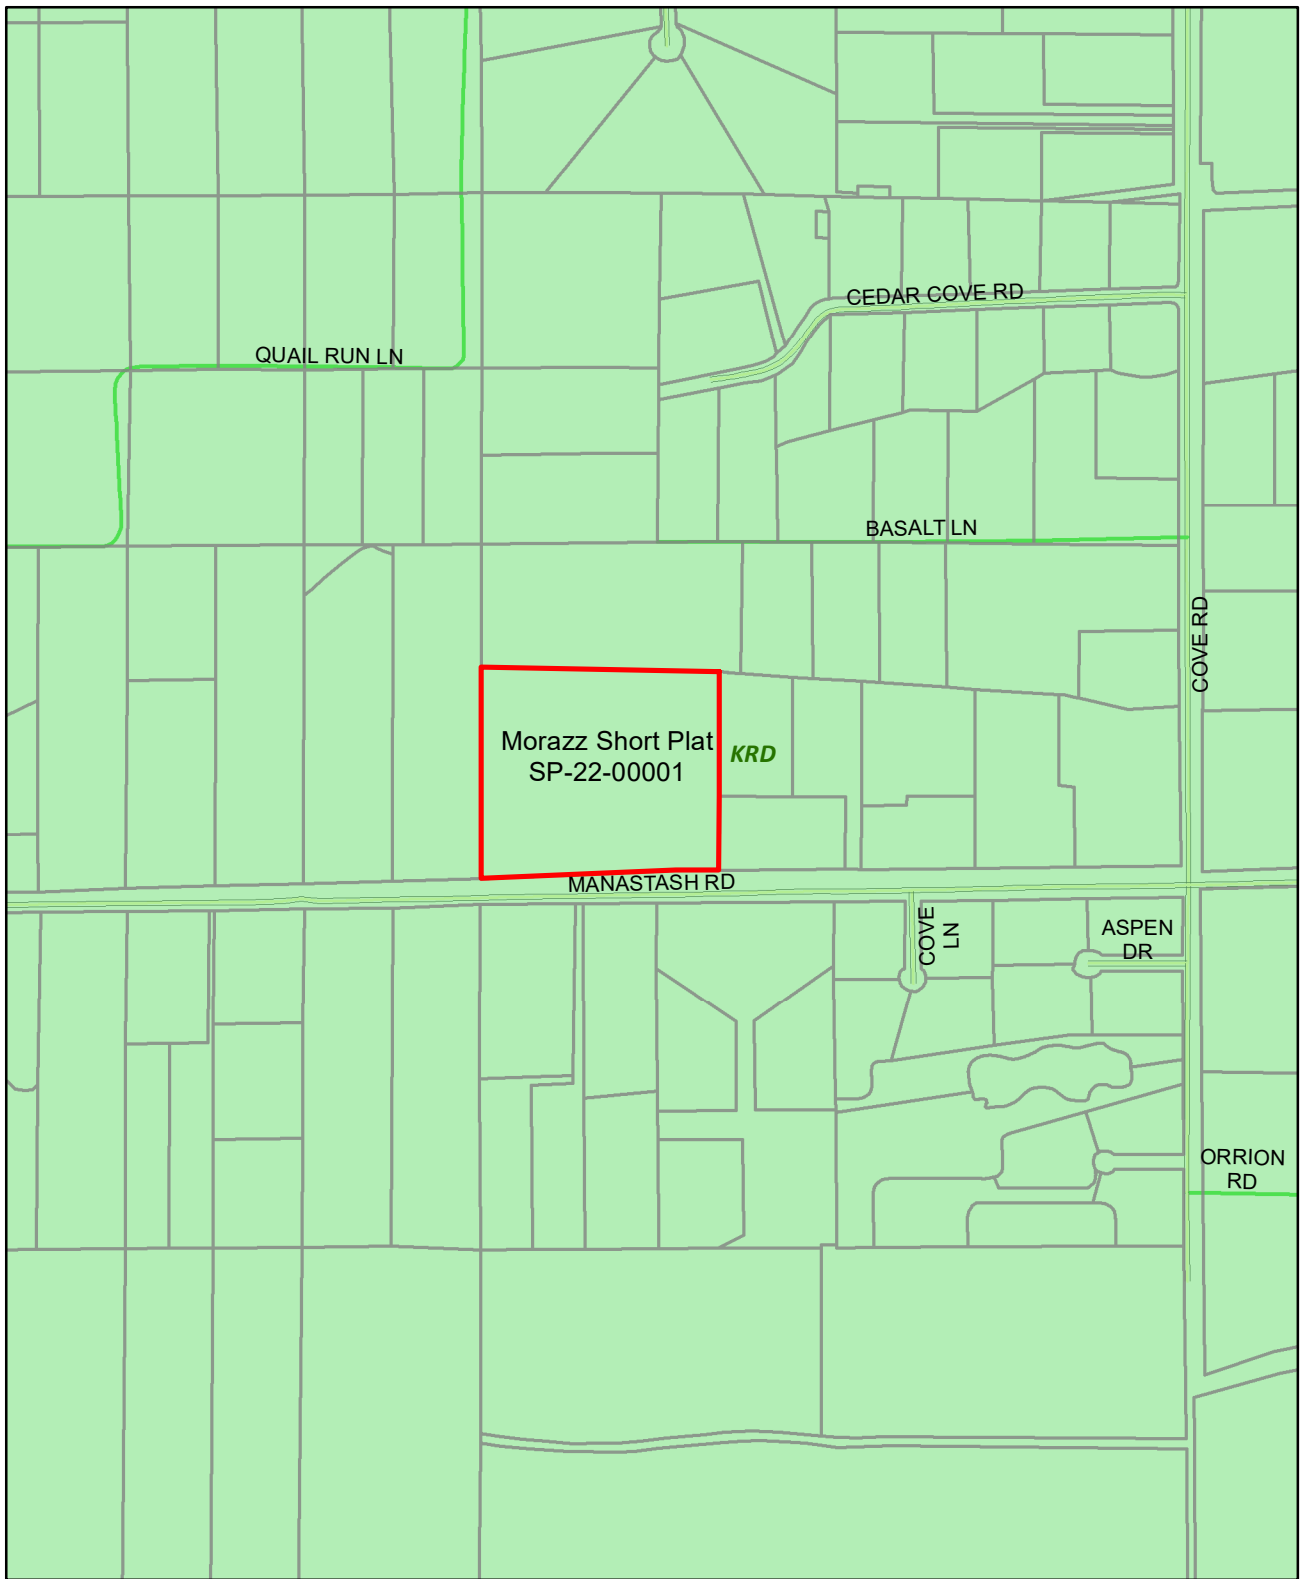 CEDAR COVE RD
QUAIL RUN LN
BASALT LN
COVE RD
Morazz Short Plat
SP-22-00001
KRD
MANASTASH RD
COVE
LN
ASPEN
DR
ORRION
RD